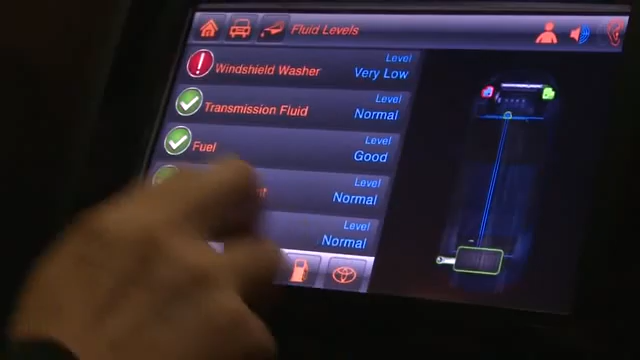 Fluid Levels
Windshield Washer
Level
Very Low
Transmission Fluid
Level
Normal
Fuel
Level
Good
Level
Normal
Level
Normal